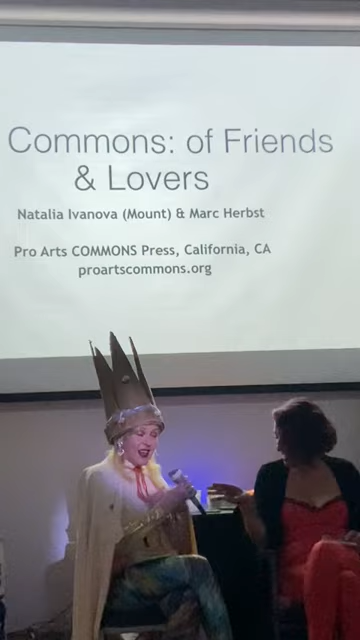 Commons: of Friends
& Lovers
Natalia Ivanova (Mount) & Marc Herbst
Pro Arts COMMONS Press, California, CA
proartscommons.org